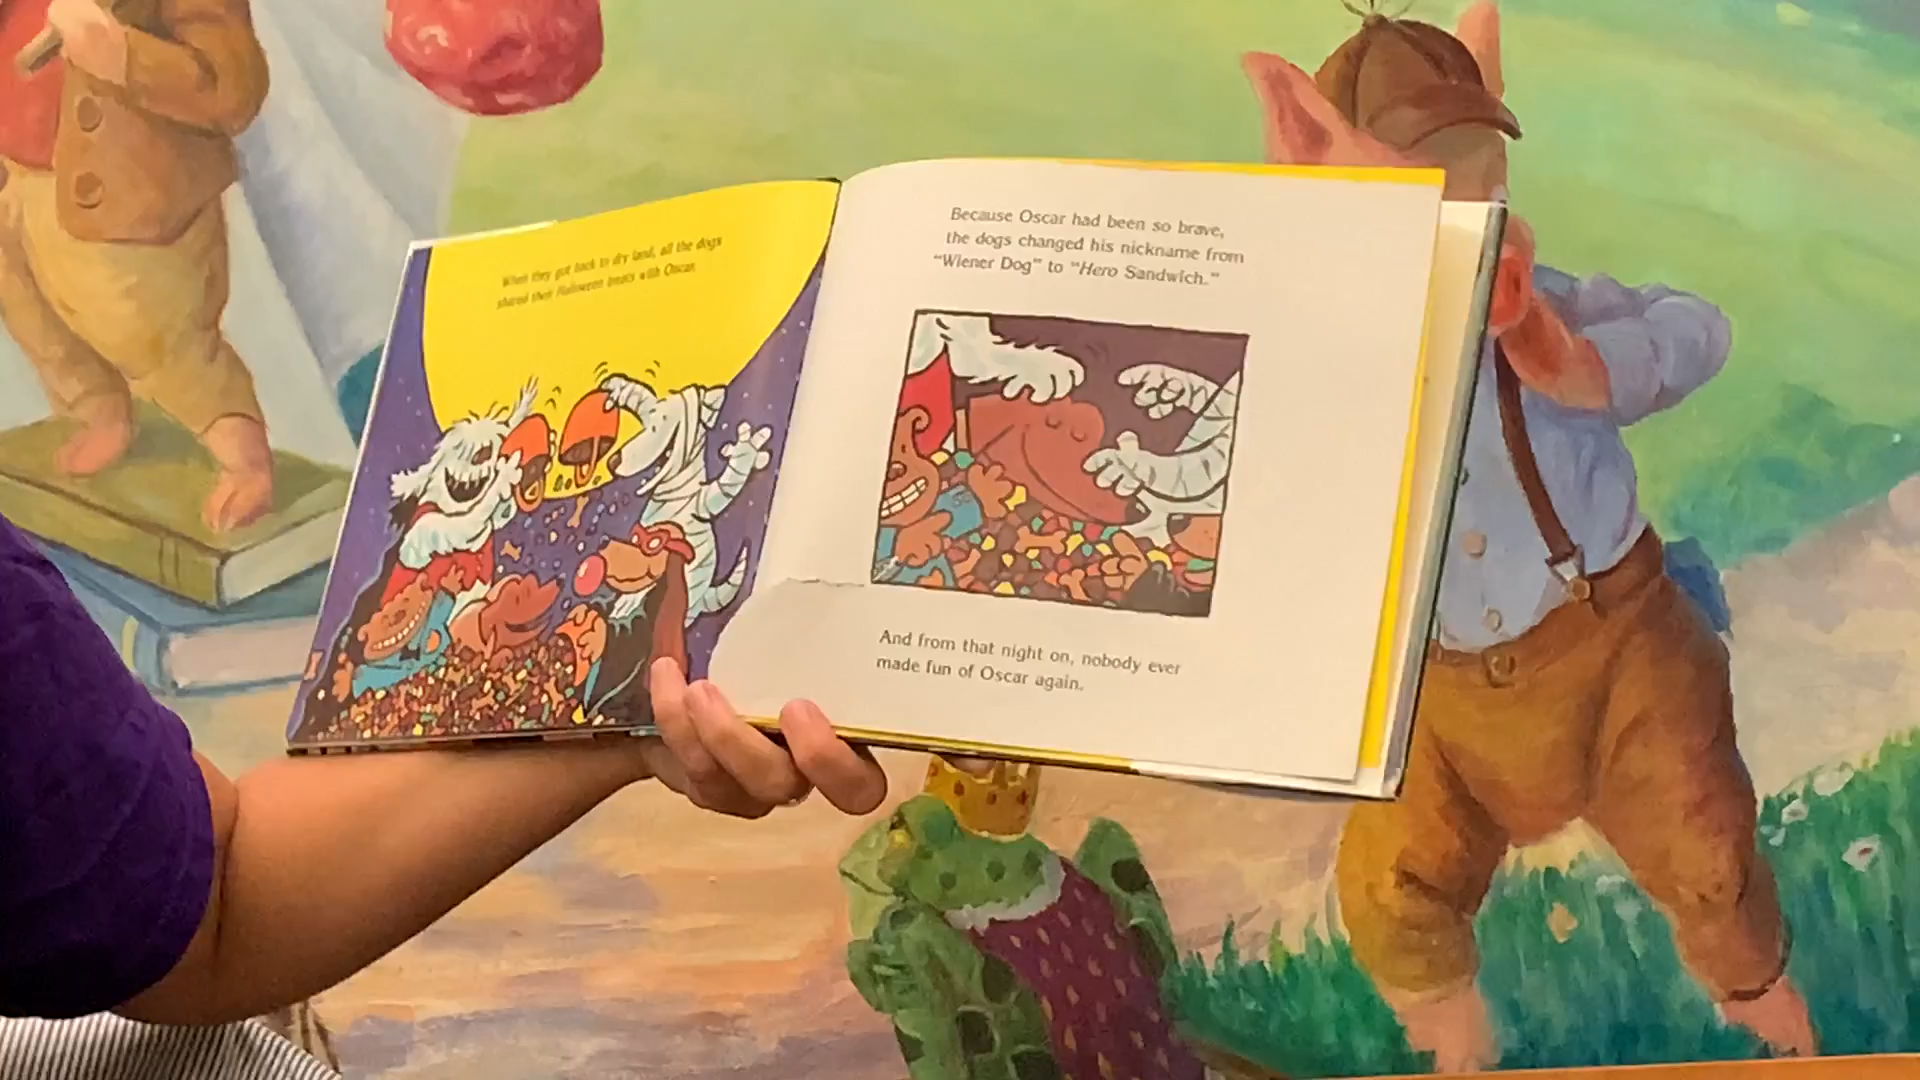 When they got back to dry land, all the dogs
shared their Halloween treats with Oscar.
Because Oscar had been so brave,
the dogs changed his nickname from
“Wiener Dog” to “Hero Sandwich.”
And from that night on, nobody ever
made fun of Oscar again.